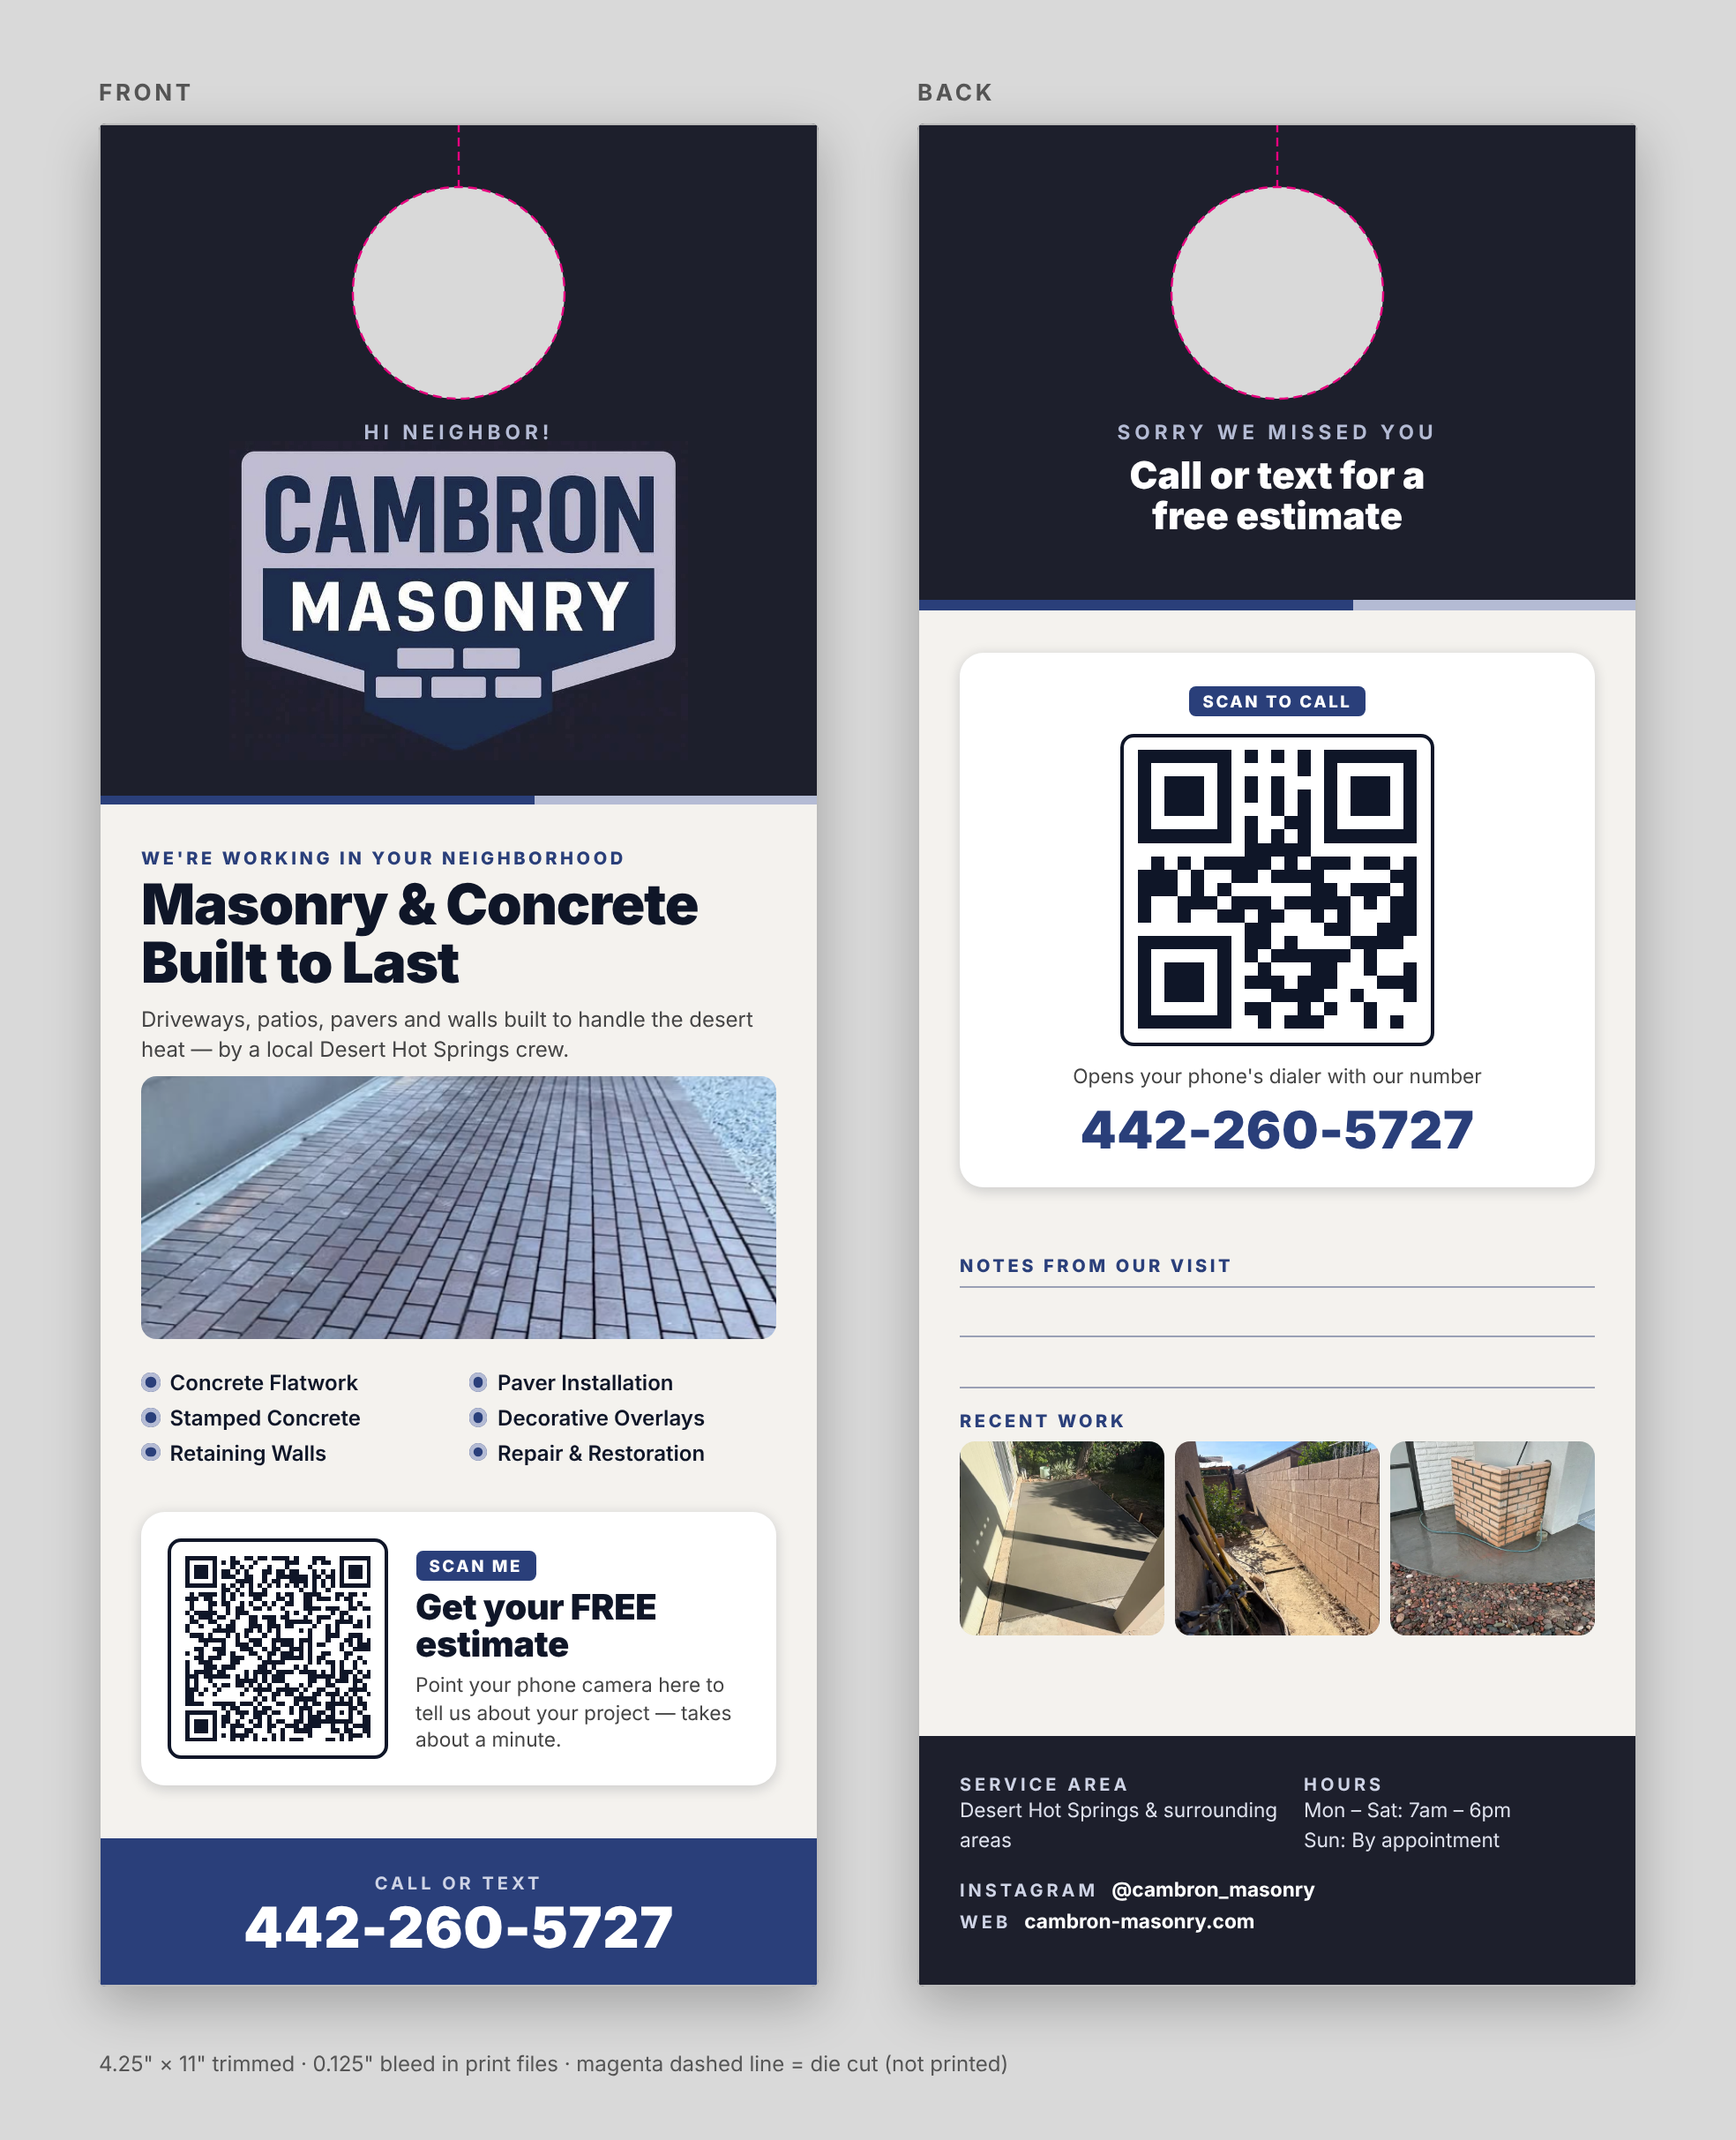 FRONT
HI NEIGHBOR!
CAMBRON
MASONRY
WE'RE WORKING IN YOUR NEIGHBORHOOD
Masonry & Concrete
Built to Last
Driveways, patios, pavers and walls built to handle the desert
heat — by a local Desert Hot Springs crew.
Concrete Flatwork
Paver Installation
Stamped Concrete
Decorative Overlays
Retaining Walls
Repair & Restoration
SCAN ME
Get your FREE
estimate
Point your phone camera here to
tell us about your project — takes
about a minute.
CALL OR TEXT
442-260-5727
BACK
SORRY WE MISSED YOU
Call or text for a
free estimate
SCAN TO CALL
Opens your phone's dialer with our number
442-260-5727
NOTES FROM OUR VISIT
RECENT WORK
SERVICE AREA
Desert Hot Springs & surrounding
areas
HOURS
Mon – Sat: 7am – 6pm
Sun: By appointment
INSTAGRAM @cambron_masonry
WEB cambron-masonry.com
4.25" × 11" trimmed · 0.125" bleed in print files · magenta dashed line = die cut (not printed)